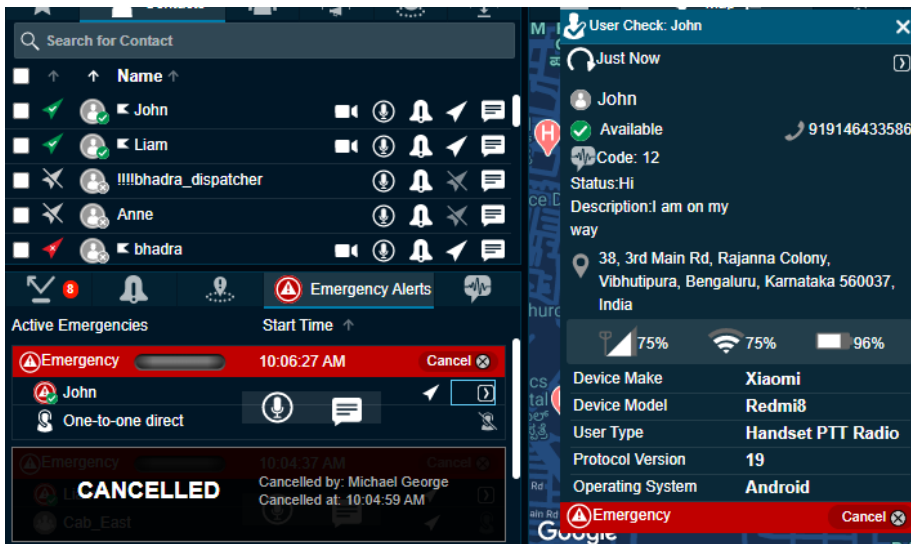 Contacts
Search for Contact
Name
John
Liam
!!!!bhadra_dispatcher
Anne
bhadra
8
Emergency Alerts
Active Emergencies
Start Time
Emergency
10:06:27 AM
Cancel
John
One-to-one direct
Emergency
10:04:37 AM
Cancel
CANCELLED
Cancelled by: Michael George
Cancelled at: 10:04:59 AM
Cab_East
User Check: John
Just Now
John
Available
919146433586
Code: 12
Status:Hi
Description:I am on my
way
38, 3rd Main Rd, Rajanna Colony,
Vibhutipura, Bengaluru, Karnataka 560037,
India
75%
75%
96%
Device Make
Xiaomi
Device Model
Redmi8
User Type
Handset PTT Radio
Protocol Version
19
Operating System
Android
Emergency
Cancel
H
Rd
ain Rd
Google